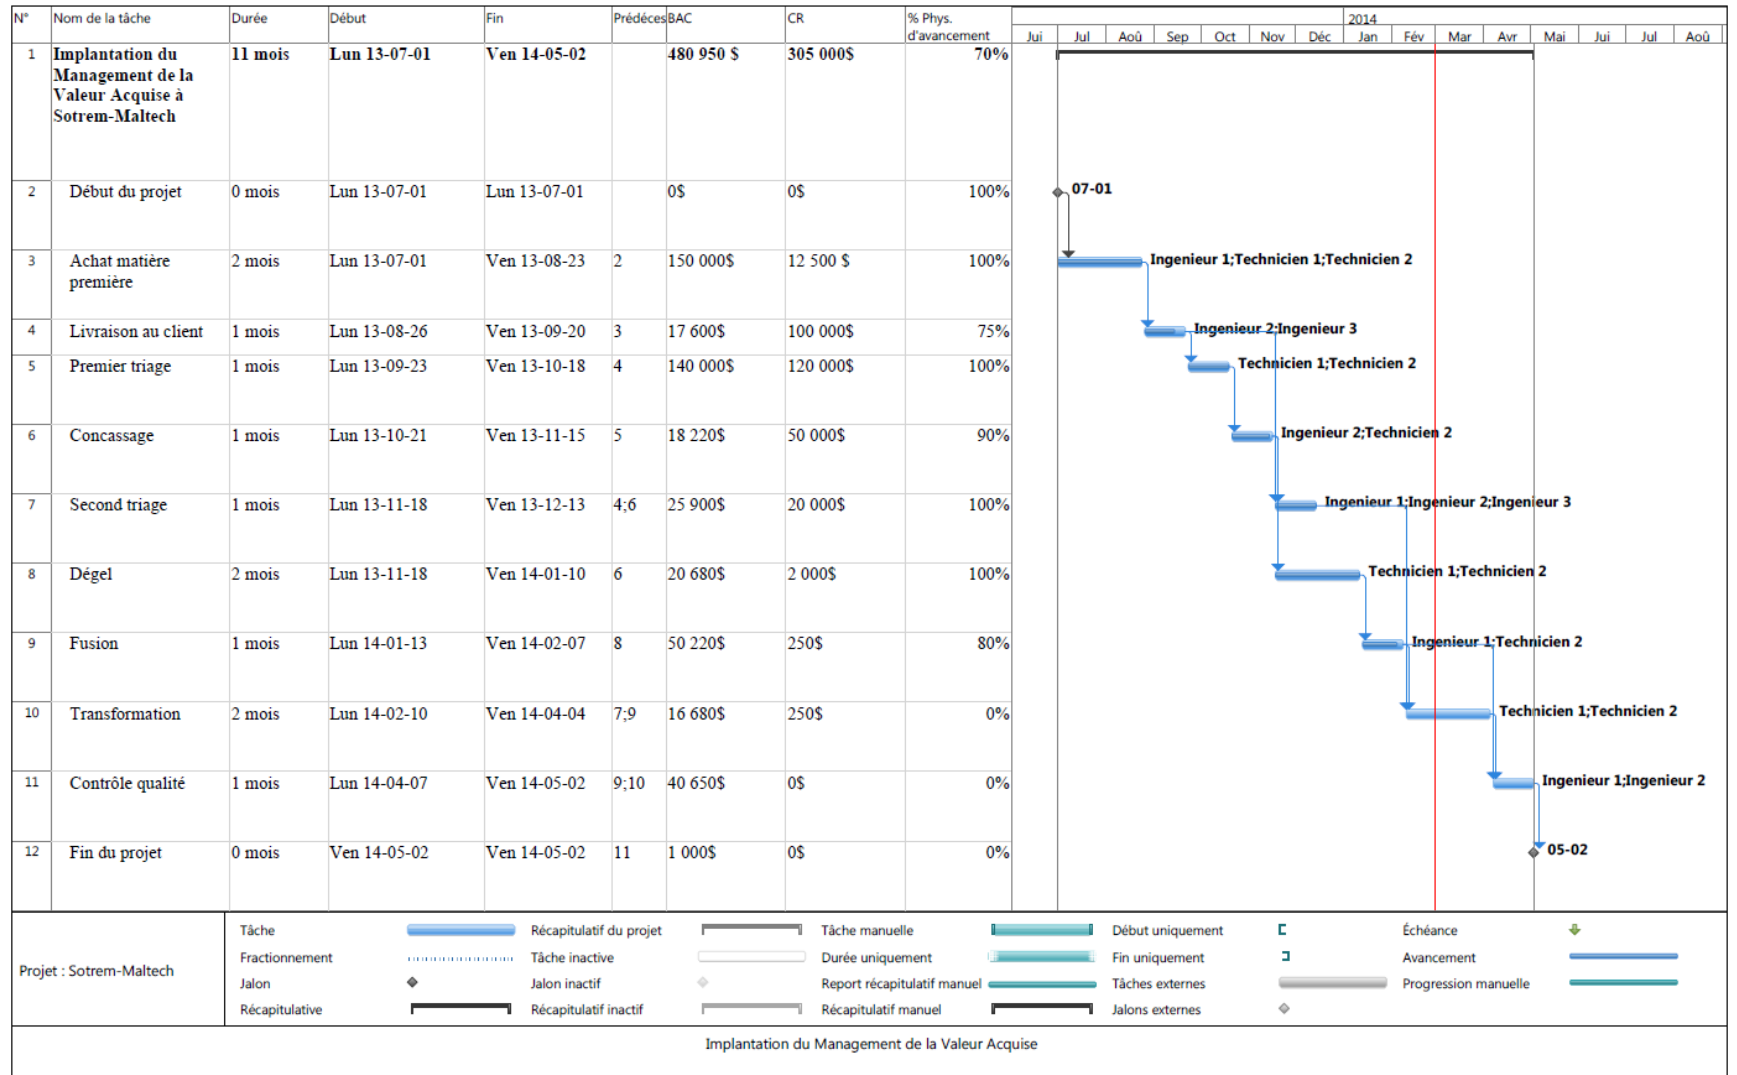 N° Nom de la tâche Durée Début Fin Prédéces BAC CR % Phys. d'avancement
2014
Jui Jul Aoû Sep Oct Nov Déc Jan Fév Mar Avr Mai Jui Jul Aoû
1 Implantation du Management de la Valeur Acquise à Sotrem-Maltech 11 mois Lun 13-07-01 Ven 14-05-02 480 950 $ 305 000$ 70%
2 Début du projet 0 mois Lun 13-07-01 Lun 13-07-01 0$ 0$ 100% 07-01
3 Achat matière première 2 mois Lun 13-07-01 Ven 13-08-23 2 150 000$ 12 500 $ 100% Ingenieur 1;Technicien 1;Technicien 2
4 Livraison au client 1 mois Lun 13-08-26 Ven 13-09-20 3 17 600$ 100 000$ 75% Ingenieur 2;Ingenieur 3
5 Premier triage 1 mois Lun 13-09-23 Ven 13-10-18 4 140 000$ 120 000$ 100% Technicien 1;Technicien 2
6 Concassage 1 mois Lun 13-10-21 Ven 13-11-15 5 18 220$ 50 000$ 90% Ingenieur 2;Technicien 2
7 Second triage 1 mois Lun 13-11-18 Ven 13-12-13 4;6 25 900$ 20 000$ 100% Ingenieur 1;Ingenieur 2;Ingenieur 3
8 Dégel 2 mois Lun 13-11-18 Ven 14-01-10 6 20 680$ 2 000$ 100% Technicien 1;Technicien 2
9 Fusion 1 mois Lun 14-01-13 Ven 14-02-07 8 50 220$ 250$ 80% Ingenieur 1;Technicien 2
10 Transformation 2 mois Lun 14-02-10 Ven 14-04-04 7;9 16 680$ 250$ 0% Technicien 1;Technicien 2
11 Contrôle qualité 1 mois Lun 14-04-07 Ven 14-05-02 9;10 40 650$ 0$ 0% Ingenieur 1;Ingenieur 2
12 Fin du projet 0 mois Ven 14-05-02 Ven 14-05-02 11 1 000$ 0$ 0% 05-02
Projet : Sotrem-Maltech
Tâche Récapitulatif du projet Tâche manuelle Début uniquement Échéance
Fractionnement Tâche inactive Durée uniquement Fin uniquement Avancement
Jalon Jalon inactif Report récapitulatif manuel Tâches externes Progression manuelle
Récapitulative Récapitulatif inactif Récapitulatif manuel Jalons externes
Implantation du Management de la Valeur Acquise